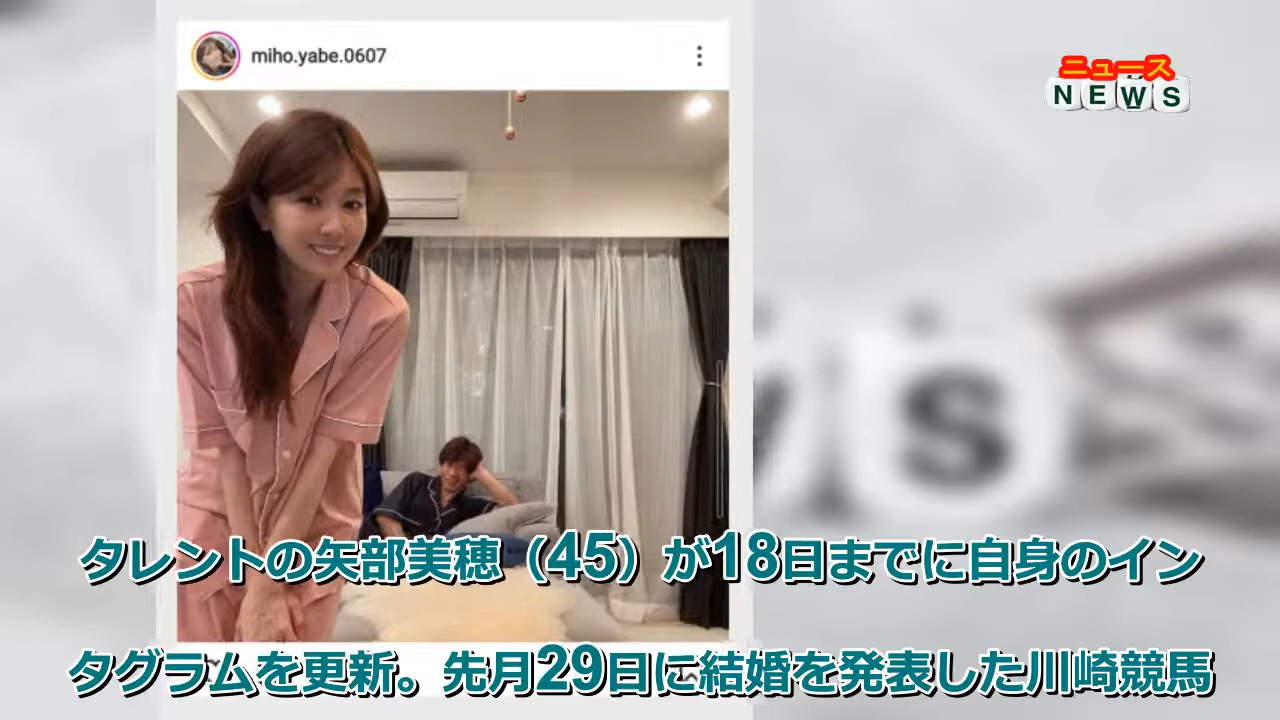 miho.yabe.0607
ニュース
NEWS
s
タレントの矢部美穂（45）が18日までに自身のイン
タグラムを更新。先月29日に結婚を発表した川崎競馬